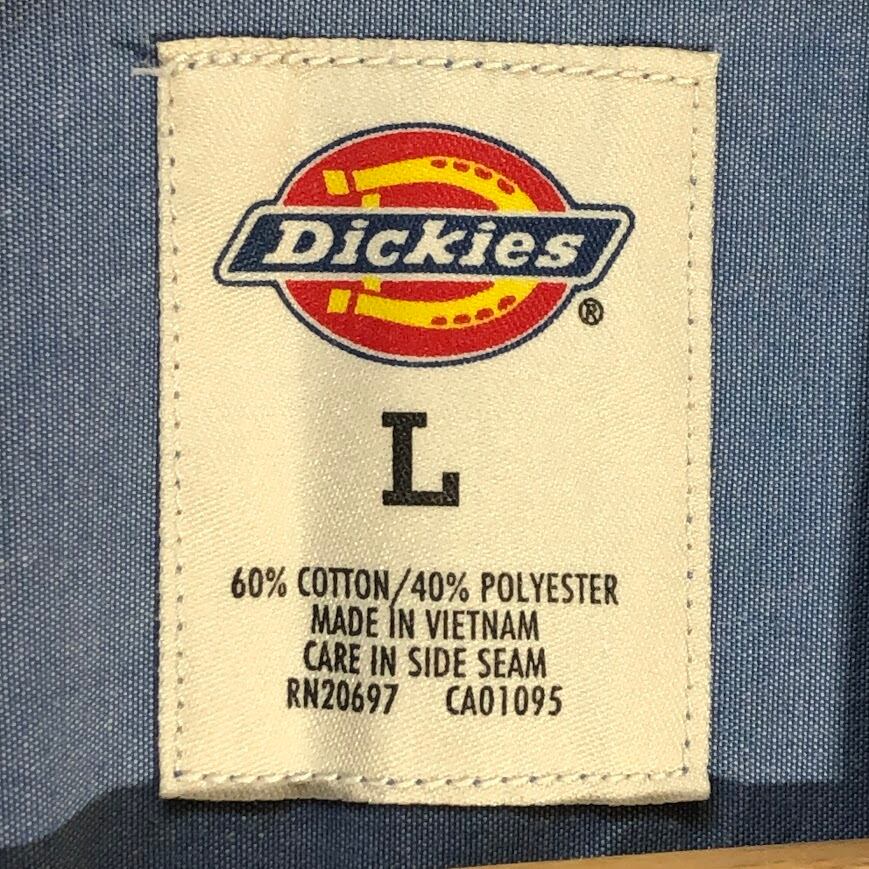 Dickies
®
L
60% COTTON/40% POLYESTER
MADE IN VIETNAM
CARE IN SIDE SEAM
RN20697 CA01095